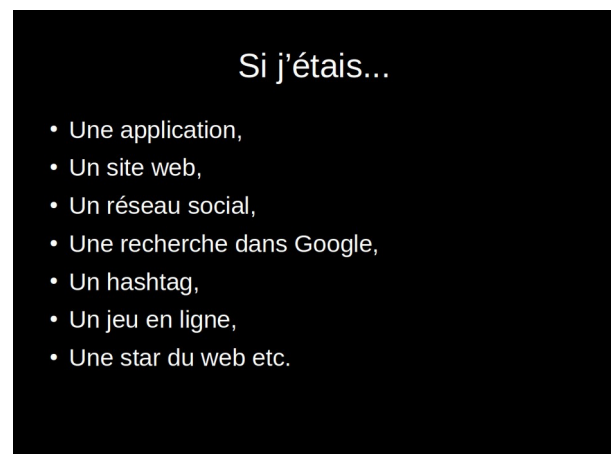 Si j’étais...
• Une application,
• Un site web,
• Un réseau social,
• Une recherche dans Google,
• Un hashtag,
• Un jeu en ligne,
• Une star du web etc.